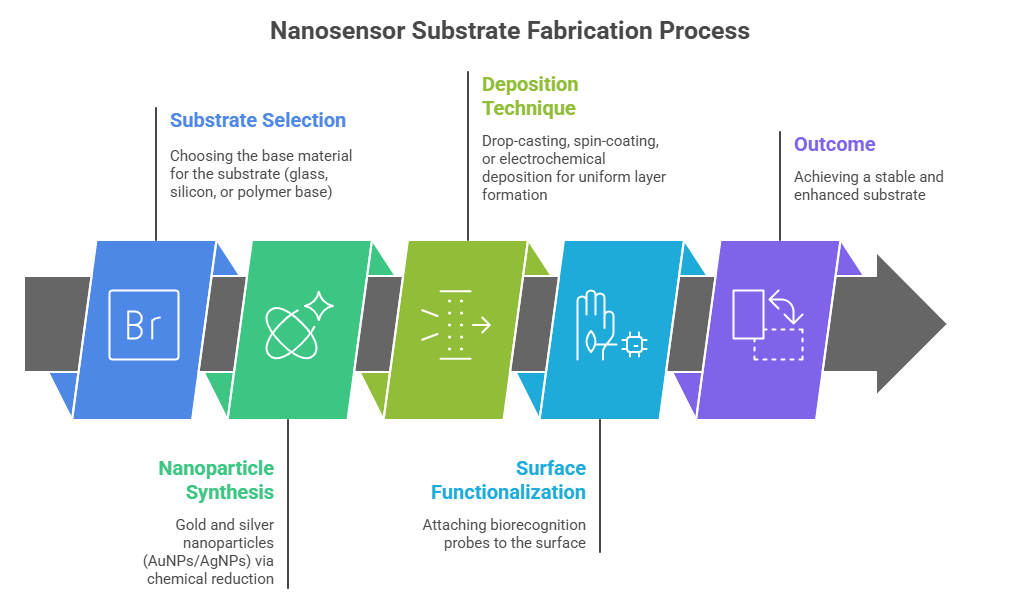 Nanosensor Substrate Fabrication Process
Substrate Selection
Choosing the base material
for the substrate (glass,
silicon, or polymer base)
Deposition
Technique
Drop-casting, spin-coating,
or electrochemical
deposition for uniform layer
formation
Outcome
Achieving a stable and
enhanced substrate
Br
Nanoparticle
Synthesis
Gold and silver
nanoparticles
(AuNPs/AgNPs) via
chemical reduction
Surface
Functionalization
Attaching biorecognition
probes to the surface